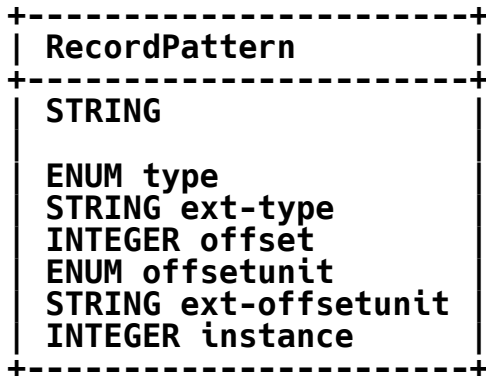 +------------------------+
| RecordPattern          |
+------------------------+
| STRING                 |
|                        |
| ENUM type              |
| STRING ext-type        |
| INTEGER offset         |
| ENUM offsetunit        |
| STRING ext-offsetunit  |
| INTEGER instance       |
+------------------------+